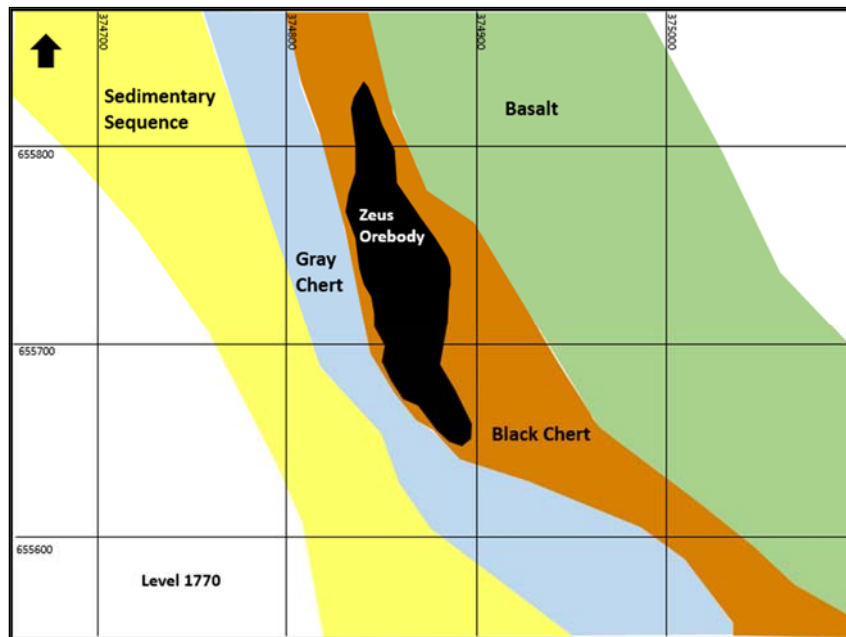 374700
374800
374900
375000
Sedimentary
Sequence
Basalt
655800
Zeus
Orebody
Gray
Chert
655700
Black Chert
655600
Level 1770